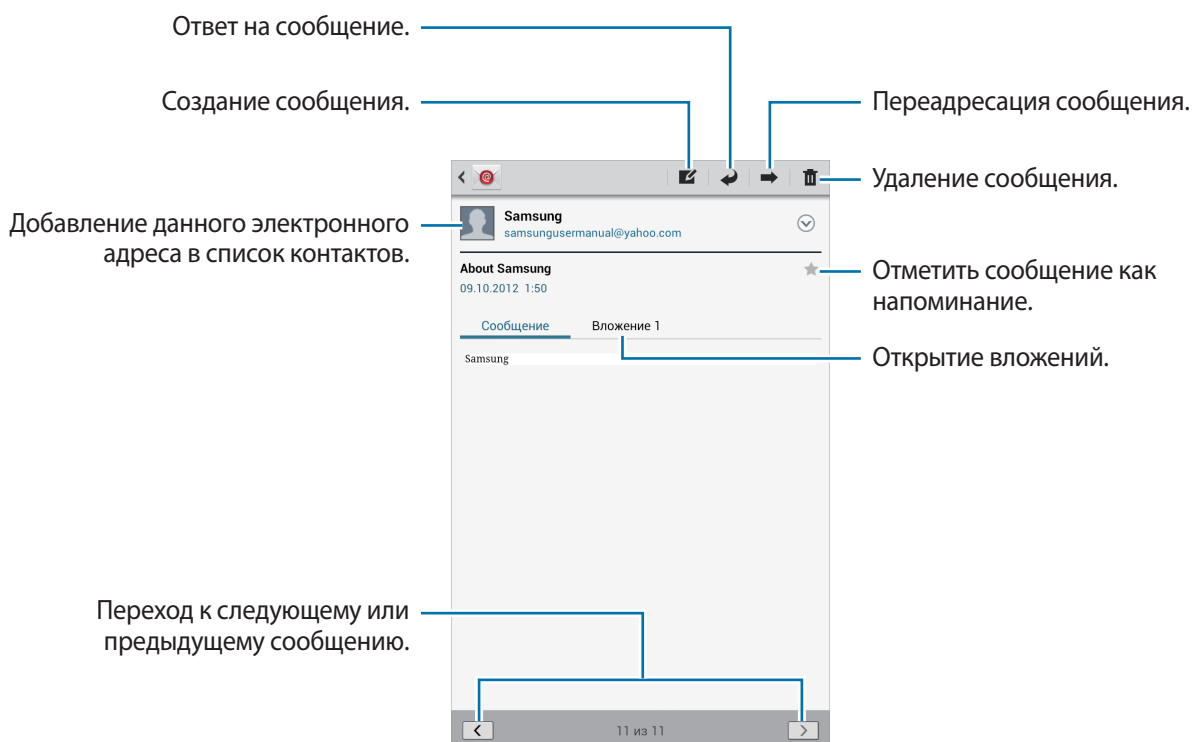 Ответ на сообщение.
Создание сообщения.
Переадресация сообщения.
Удаление сообщения.
Добавление данного электронного
адреса в список контактов.
Samsung
samsungusermanual@yahoo.com
About Samsung
09.10.2012 1:50
Отметить сообщение как
напоминание.
Сообщение Вложение 1
Открытие вложений.
Samsung
Переход к следующему или
предыдущему сообщению.
11 из 11